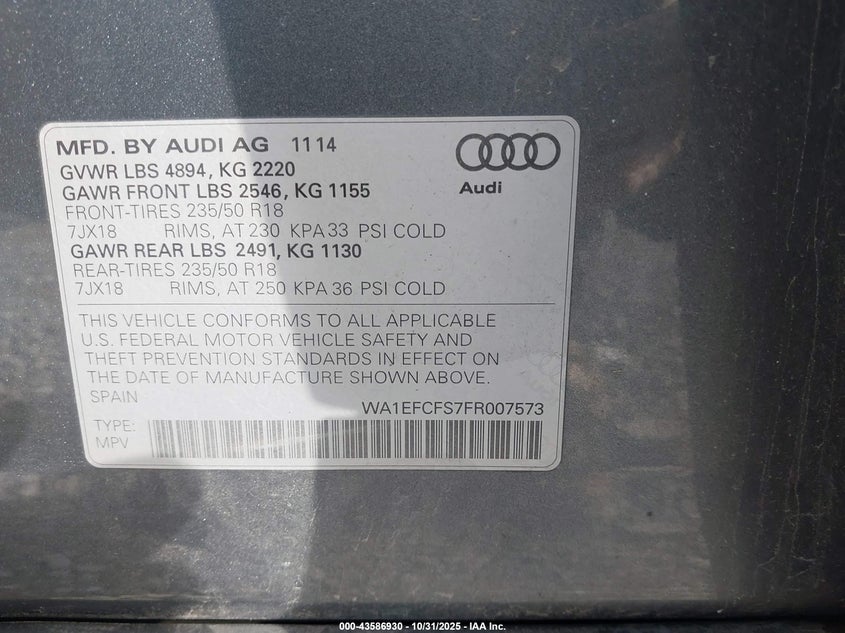 MFD. BY AUDI AG 1114
GVWR LBS 4894, KG 2220
GAWR FRONT LBS 2546, KG 1155
FRONT-TIRES 235/50 R18
7JX18 RIMS, AT 230 KPA 33 PSI COLD
GAWR REAR LBS 2491, KG 1130
REAR-TIRES 235/50 R18
7JX18 RIMS, AT 250 KPA 36 PSI COLD
Audi
THIS VEHICLE CONFORMS TO ALL APPLICABLE
U.S. FEDERAL MOTOR VEHICLE SAFETY AND
THEFT PREVENTION STANDARDS IN EFFECT ON
THE DATE OF MANUFACTURE SHOWN ABOVE.
SPAIN
WA1EFCFS7FR007573
TYPE:
MPV
000-43586930 - 10/31/2025 - IAA Inc.